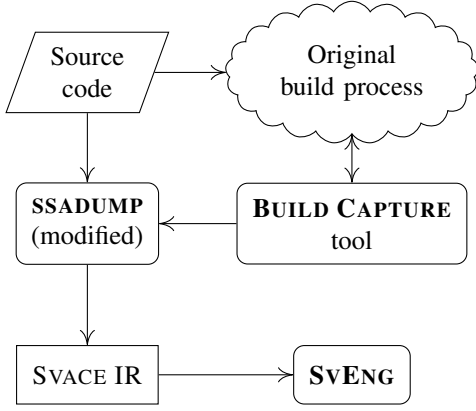 Source
code
Original
build process
SSADUMP
(modified)
BUILD CAPTURE
tool
SVACE IR
SVENG